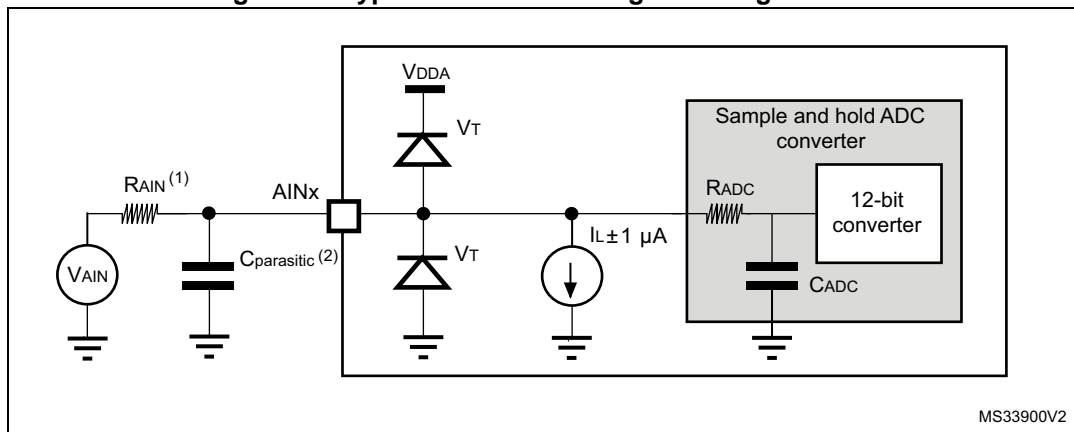 VDDA
Sample and hold ADC
converter
VT
RAIN (1)
AINx
RADC
12-bit
converter
IL±1 µA
VAIN
Cparasitic (2)
VT
CADC
MS33900V2